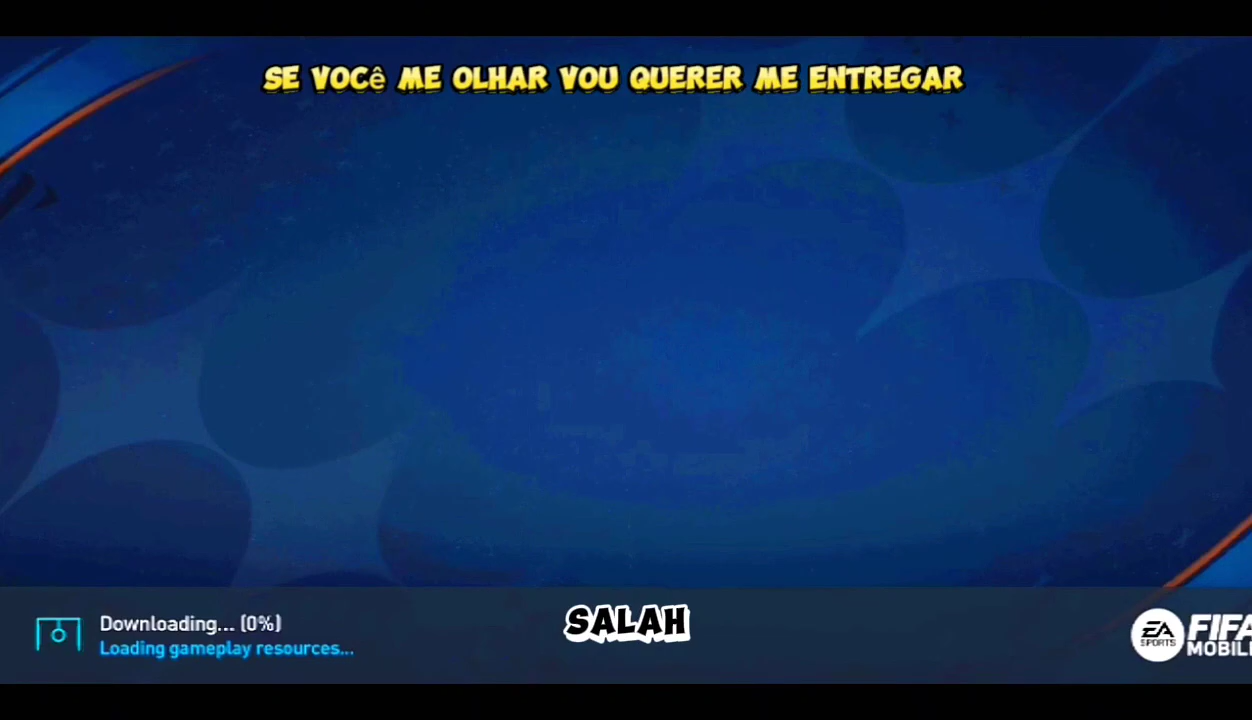 SE VOCê ME OLHAR VOU QUERER ME ENTREGAR
Downloading... (0%)
Loading gameplay resources...
SALAH
EA
SPORTS
FIFA
MOBILE